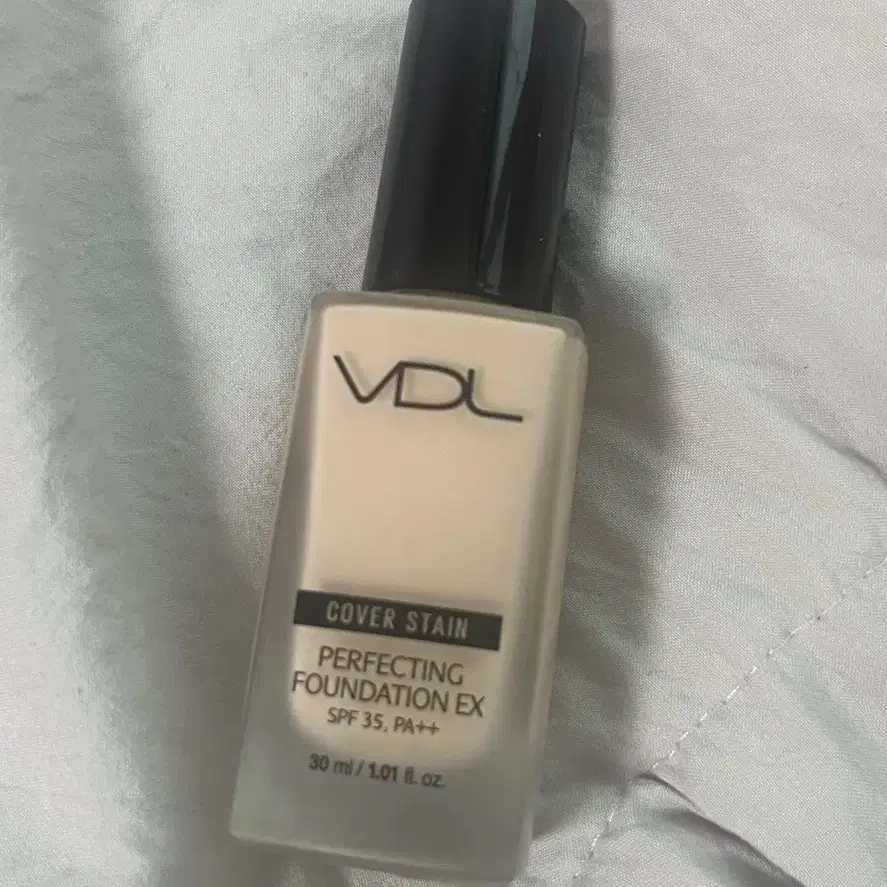 VDL
COVER STAIN
PERFECTING
FOUNDATION EX
SPF 35, PA++
30 ml / 1.01 fl. oz.